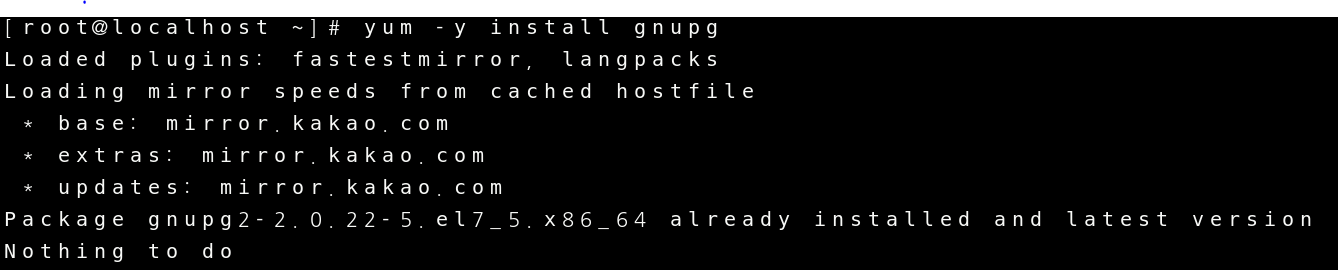 [root@localhost ~]# yum -y install gnupg
Loaded plugins: fastestmirror, langpacks
Loading mirror speeds from cached hostfile
 * base: mirror.kakao.com
 * extras: mirror.kakao.com
 * updates: mirror.kakao.com
Package gnupg2-2.0.22-5.el7_5.x86_64 already installed and latest version
Nothing to do